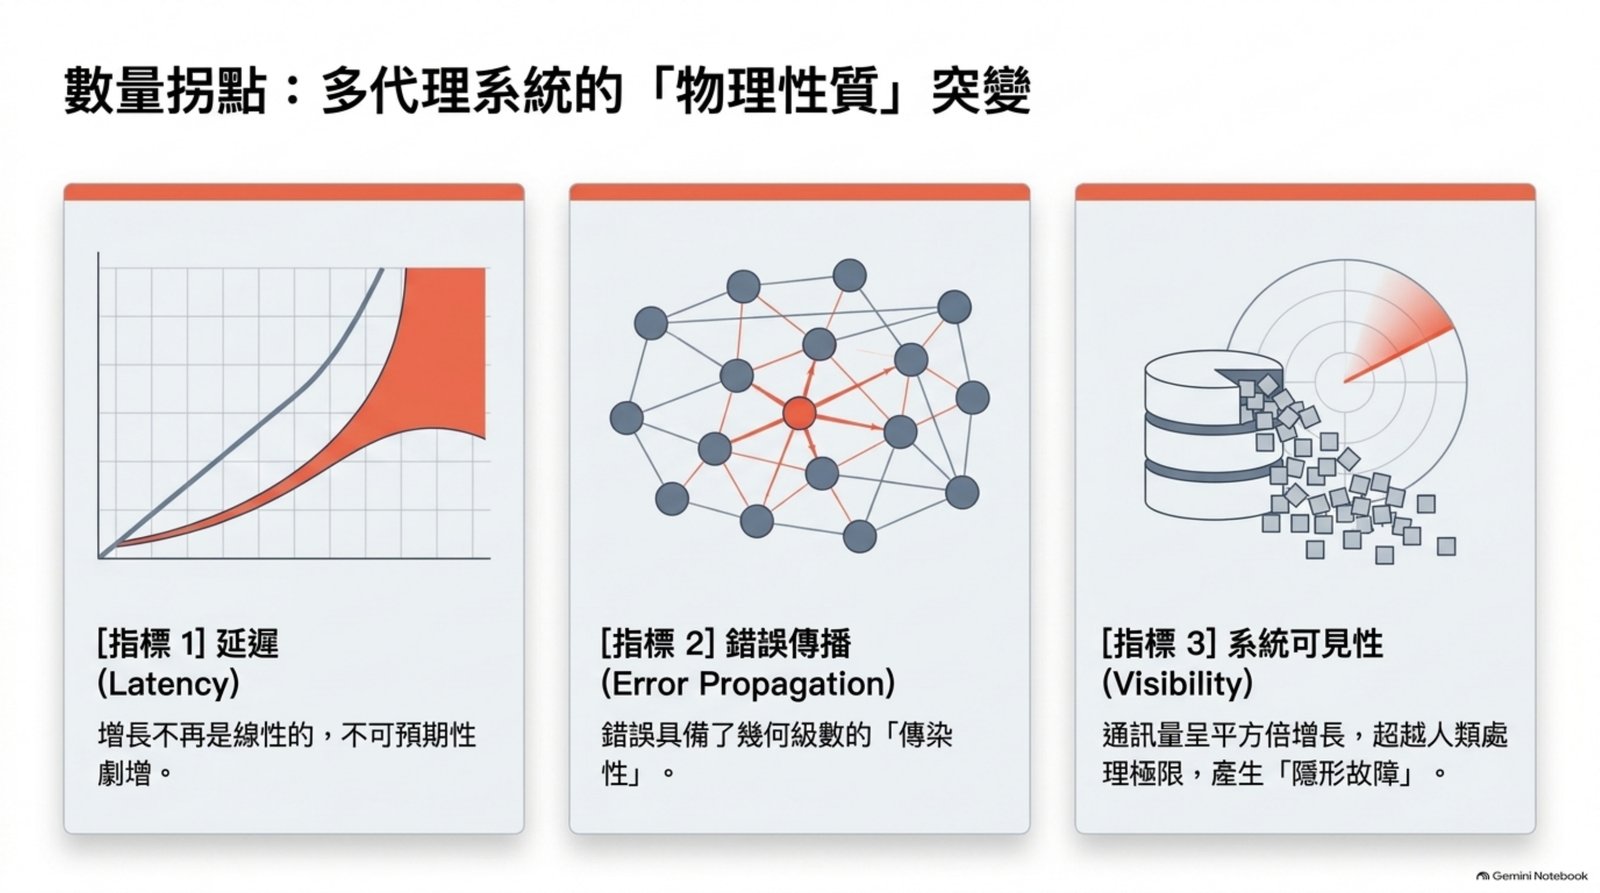 數量拐點：多代理系統的「物理性質」突變
[指標 1] 延遲
(Latency)
增長不再是線性的，不可預期性
劇增。
[指標 2] 錯誤傳播
(Error Propagation)
錯誤具備了幾何級數的「傳染
性」。
[指標 3] 系統可見性
(Visibility)
通訊量呈平方倍增長，超越人類處
理極限，產生「隱形故障」。
Gemini Notebook